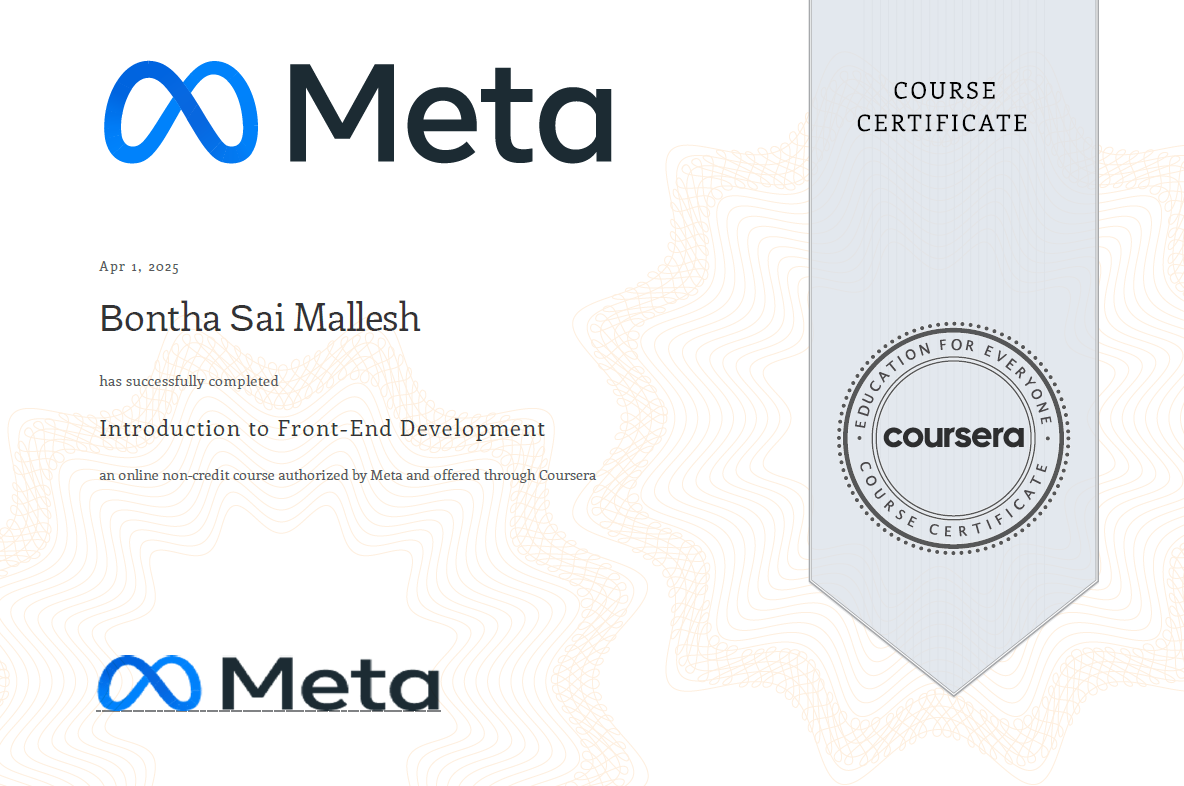 Meta
COURSE
CERTIFICATE
Apr 1, 2025
Bontha Sai Mallesh
has successfully completed
Introduction to Front-End Development
an online non-credit course authorized by Meta and offered through Coursera
EDUCATION FOR EVERYONE
coursera
COURSE CERTIFICATE
Meta